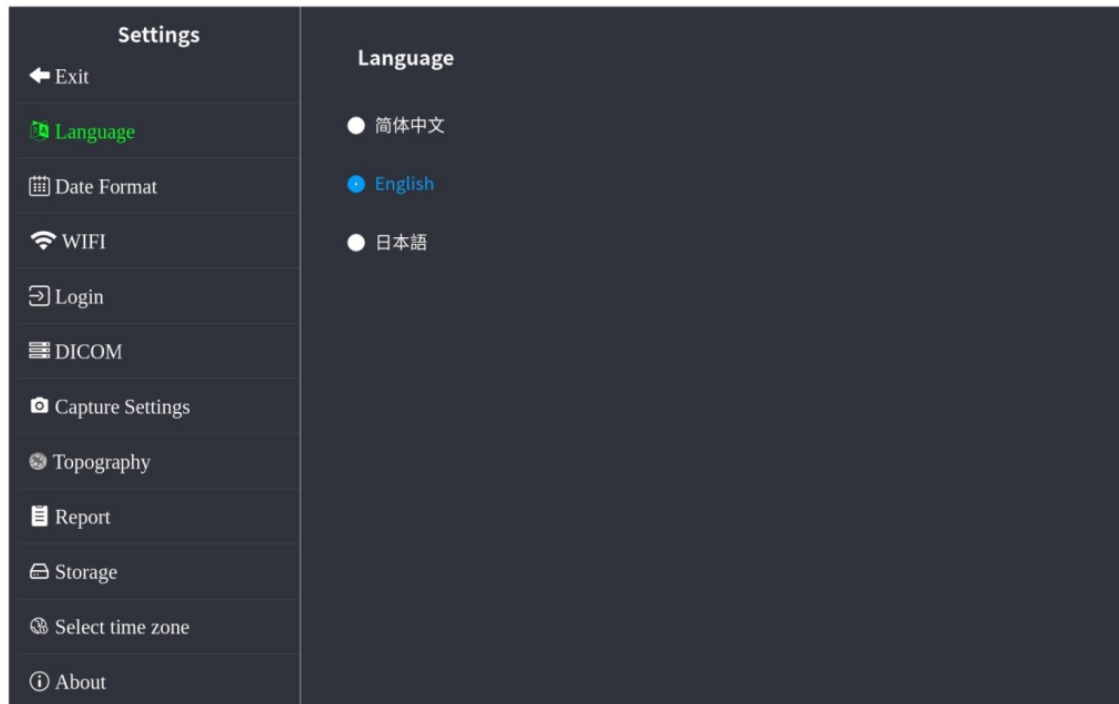 Settings
Exit
Language
Date Format
WIFI
Login
DICOM
Capture Settings
Topography
Report
Storage
Select time zone
About
Language
简体中文
English
日本語